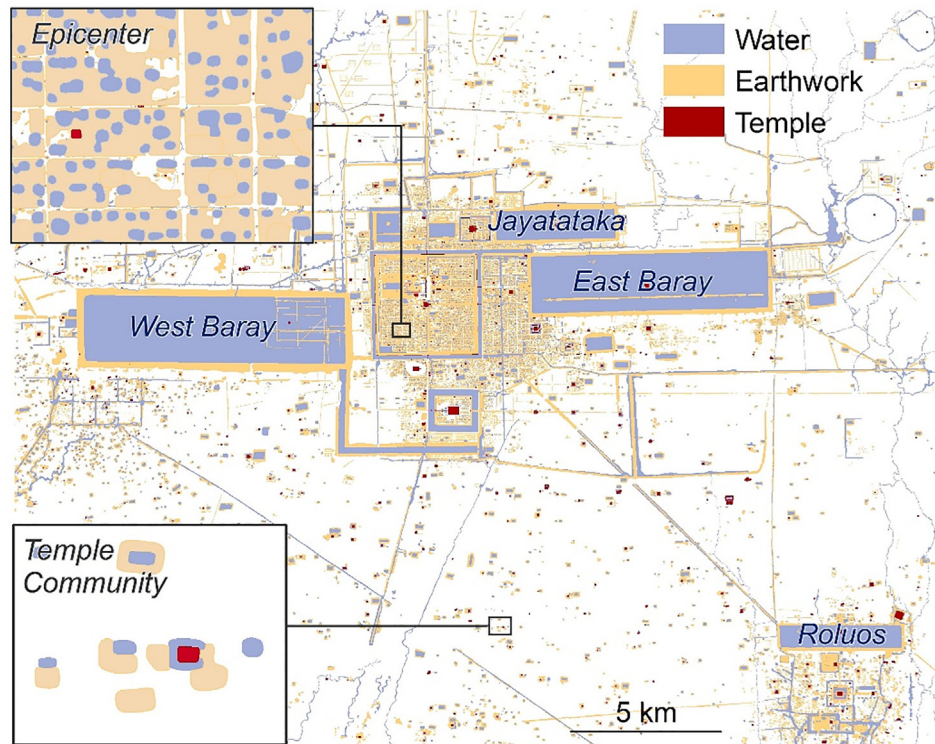 Epicenter
Water
Earthwork
Temple
Jayatataka
East Baray
West Baray
Temple
Community
Roluos
5 km